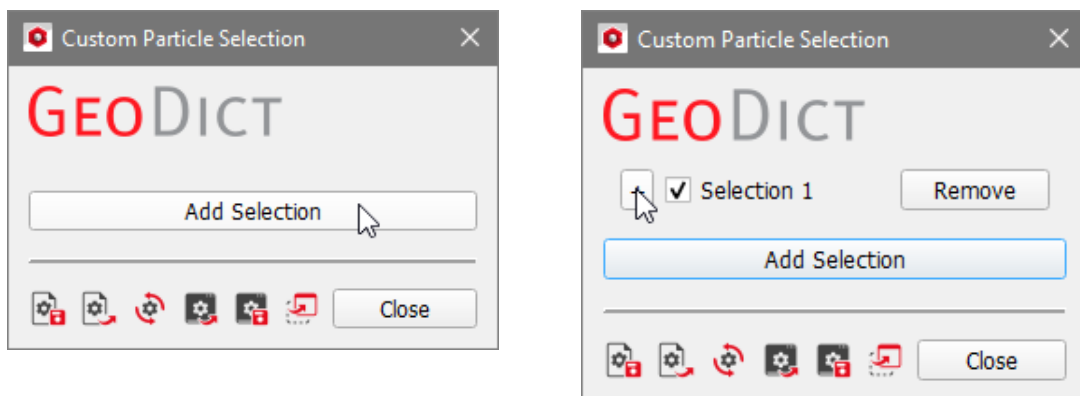 Custom Particle Selection
GEODICT
Add Selection
Close
Custom Particle Selection
GEODICT
Selection 1 Remove
Add Selection
Close